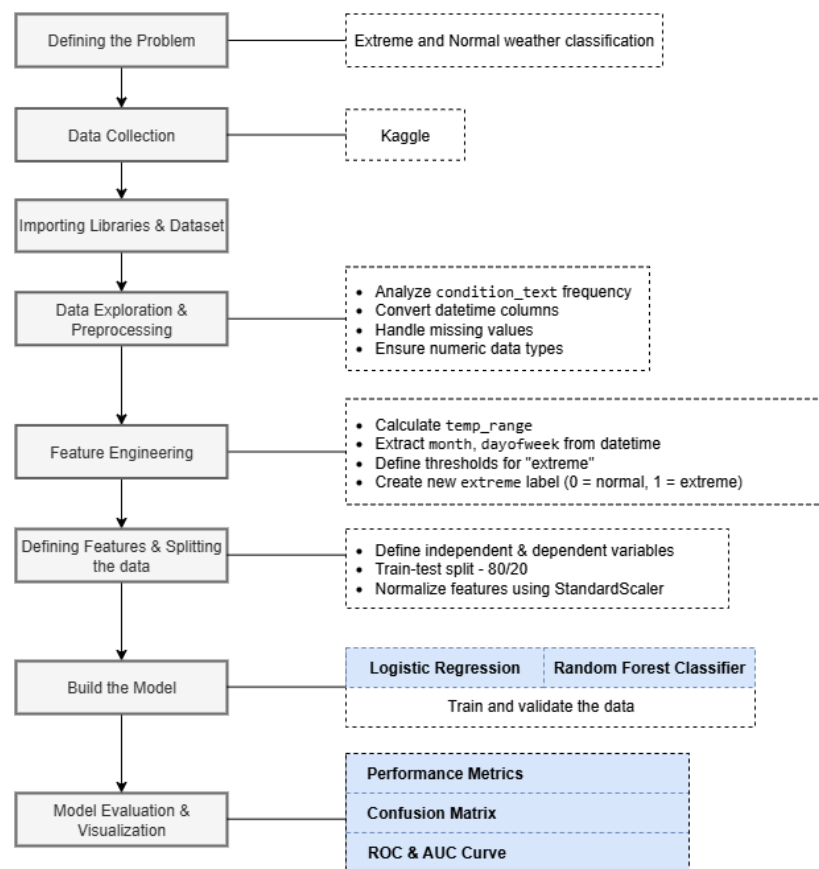 Defining the Problem
Extreme and Normal weather classification
Data Collection
Kaggle
Importing Libraries & Dataset
Data Exploration &
Preprocessing
• Analyze condition_text frequency
• Convert datetime columns
• Handle missing values
• Ensure numeric data types
Feature Engineering
• Calculate temp_range
• Extract month, dayofweek from datetime
• Define thresholds for "extreme"
• Create new extreme label (0 = normal, 1 = extreme)
Defining Features & Splitting
the data
• Define independent & dependent variables
• Train-test split - 80/20
• Normalize features using StandardScaler
Build the Model
Logistic Regression
Random Forest Classifier
Train and validate the data
Model Evaluation &
Visualization
Performance Metrics
Confusion Matrix
ROC & AUC Curve